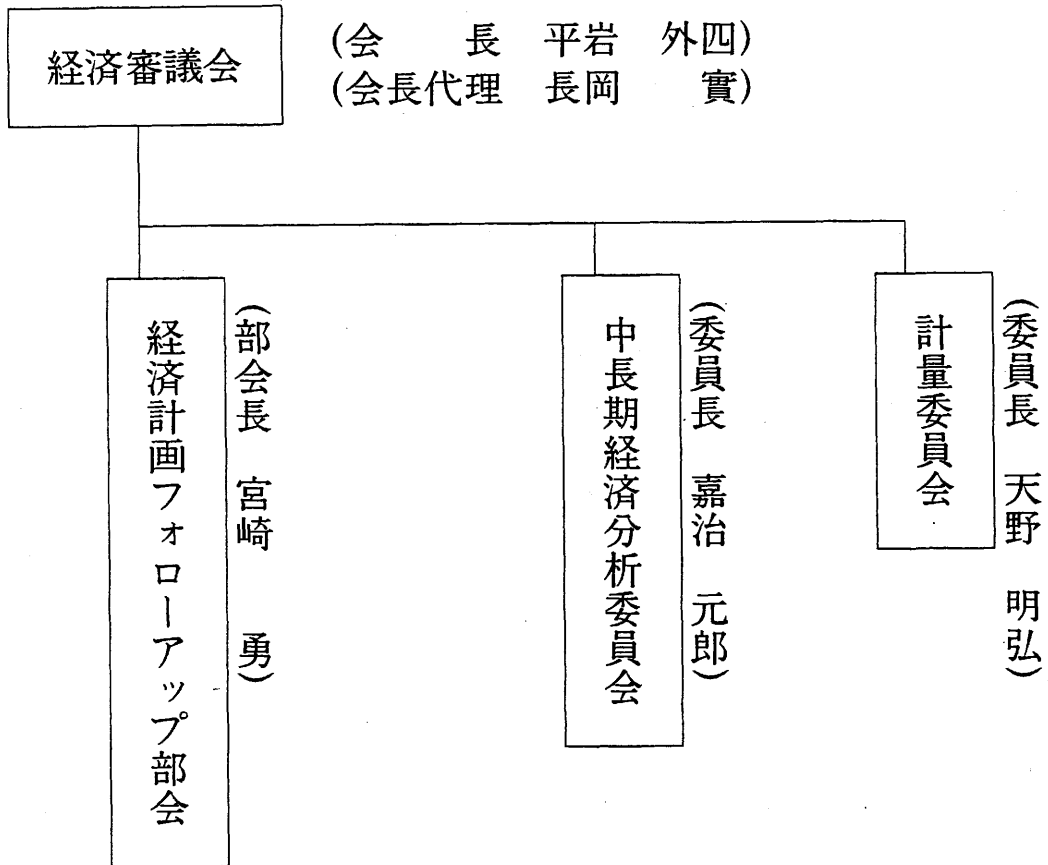 経済審議会
(会　　長　平岩　外四)
(会長代理　長岡　　實)
経済計画フォローアップ部会
(部会長　宮崎　　勇)
中長期経済分析委員会
(委員長　嘉治　元郎)
計量委員会
(委員長　天野　明弘)